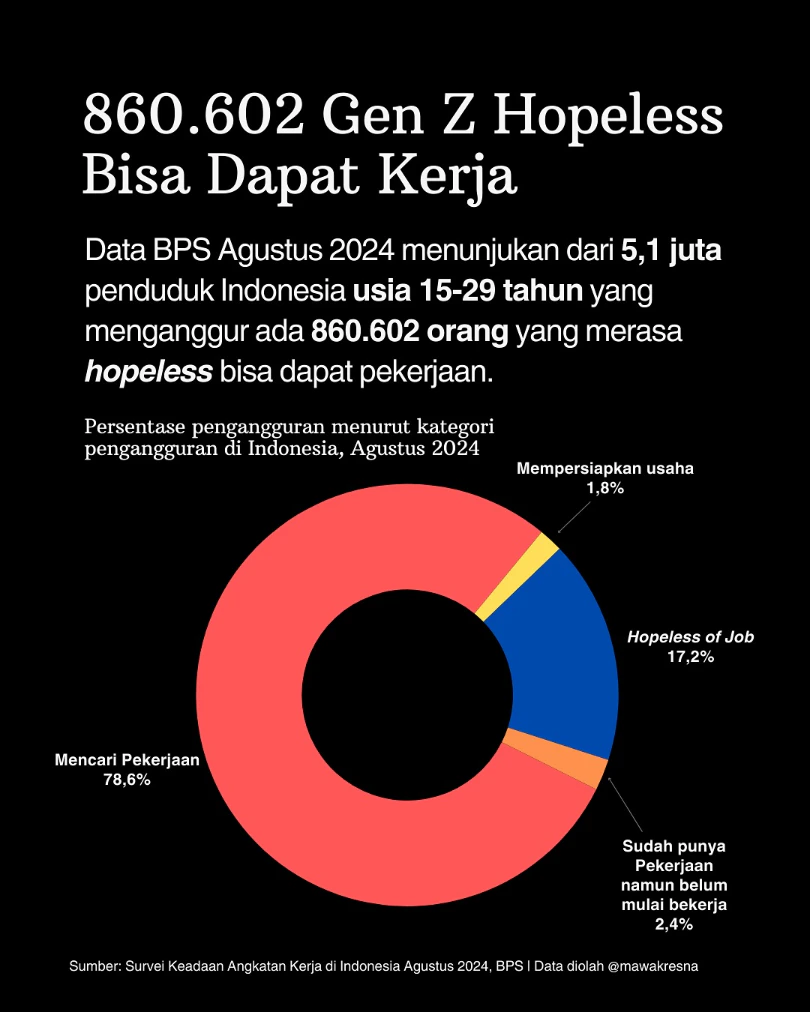 860.602 Gen Z Hopeless
Bisa Dapat Kerja
Data BPS Agustus 2024 menunjukan dari 5,1 juta
penduduk Indonesia usia 15-29 tahun yang
menganggur ada 860.602 orang yang merasa
hopeless bisa dapat pekerjaan.
Persentase pengangguran menurut kategori
pengangguran di Indonesia, Agustus 2024
Mempersiapkan usaha
1,8%
Hopeless of Job
17,2%
Mencari Pekerjaan
78,6%
Sudah punya
Pekerjaan
namun belum
mulai bekerja
2,4%
Sumber: Survei Keadaan Angkatan Kerja di Indonesia Agustus 2024, BPS | Data diolah @mawakresna